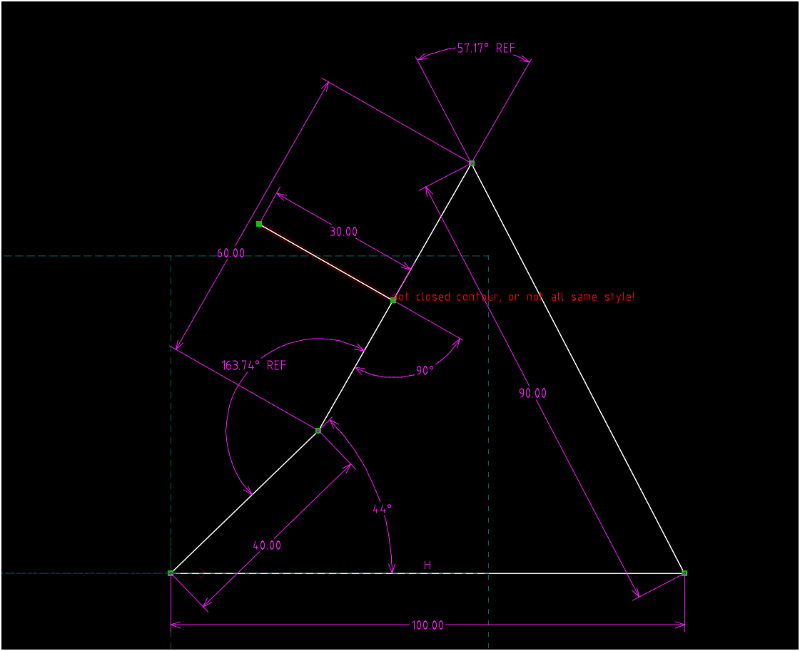 57.17° REF
30.00
60.00
not closed contour, or not all same style!
163.74° REF
90°
90.00
44°
40.00
H
100.00